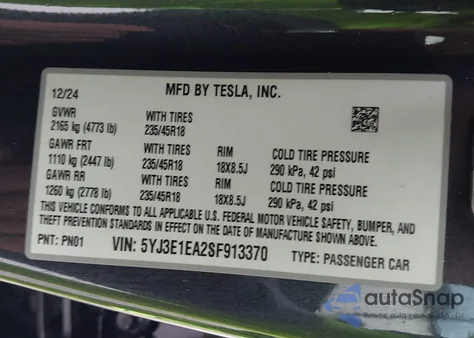 12/24
MFD BY TESLA, INC.
GVWR WITH TIRES
2165 kg (4773 lb) 235/45R18
GAWR FRT WITH TIRES RIM COLD TIRE PRESSURE
1110 kg (2447 lb) 235/45R18 18X8.5J 290 kPa, 42 psi
GAWR RR WITH TIRES RIM COLD TIRE PRESSURE
1260 kg (2778 lb) 235/45R18 18X8.5J 290 kPa, 42 psi
THIS VEHICLE CONFORMS TO ALL APPLICABLE U.S. FEDERAL MOTOR VEHICLE SAFETY, BUMPER, AND
THEFT PREVENTION STANDARDS IN EFFECT ON THE DATE OF MANUFACTURE SHOWN ABOVE.
PNT: PN01 VIN: 5YJ3E1EA2SF913370 TYPE: PASSENGER CAR
autoSnap